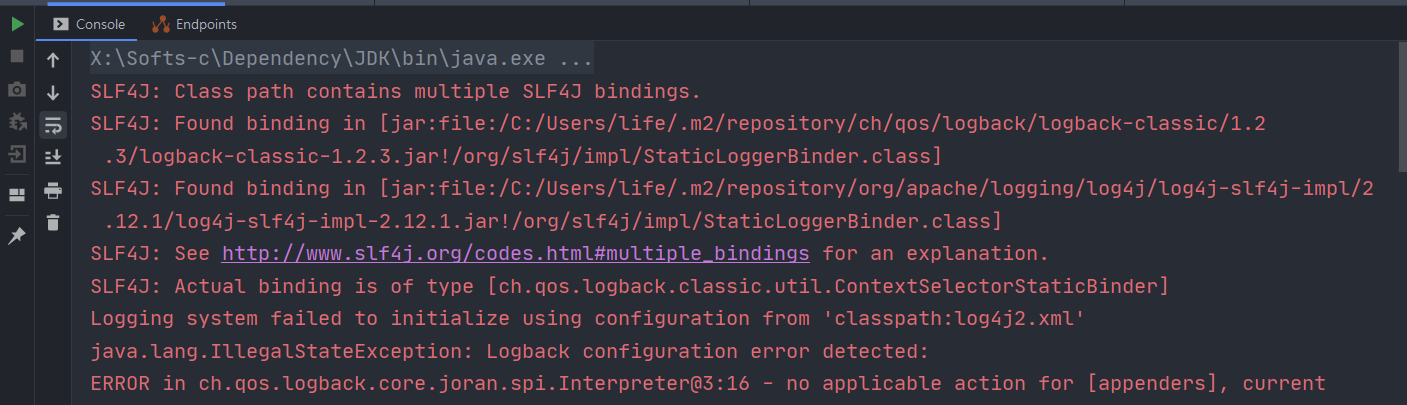 Console Endpoints
X:\Softs-c\Dependency\JDK\bin\java.exe ...
SLF4J: Class path contains multiple SLF4J bindings.
SLF4J: Found binding in [jar:file:/C:/Users/life/.m2/repository/ch/qos/logback/logback-classic/1.2
.3/logback-classic-1.2.3.jar!/org/slf4j/impl/StaticLoggerBinder.class]
SLF4J: Found binding in [jar:file:/C:/Users/life/.m2/repository/org/apache/logging/log4j/log4j-slf4j-impl/2
.12.1/log4j-slf4j-impl-2.12.1.jar!/org/slf4j/impl/StaticLoggerBinder.class]
SLF4J: See http://www.slf4j.org/codes.html#multiple_bindings for an explanation.
SLF4J: Actual binding is of type [ch.qos.logback.classic.util.ContextSelectorStaticBinder]
Logging system failed to initialize using configuration from 'classpath:log4j2.xml'
java.lang.IllegalStateException: Logback configuration error detected:
ERROR in ch.qos.logback.core.joran.spi.Interpreter@3:16 - no applicable action for [appenders], current